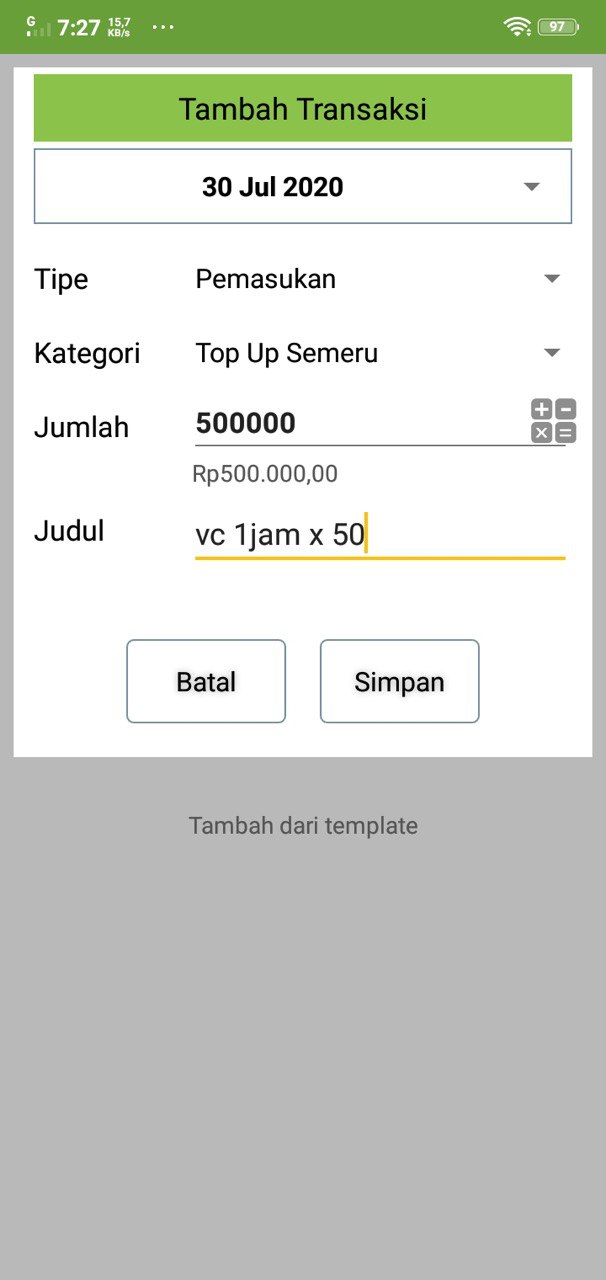 G 7:27 15,7 KB/s ... 97
Tambah Transaksi
30 Jul 2020
Tipe Pemasukan
Kategori Top Up Semeru
Jumlah 500000
Rp500.000,00
Judul vc 1jam x 50
Batal Simpan
Tambah dari template